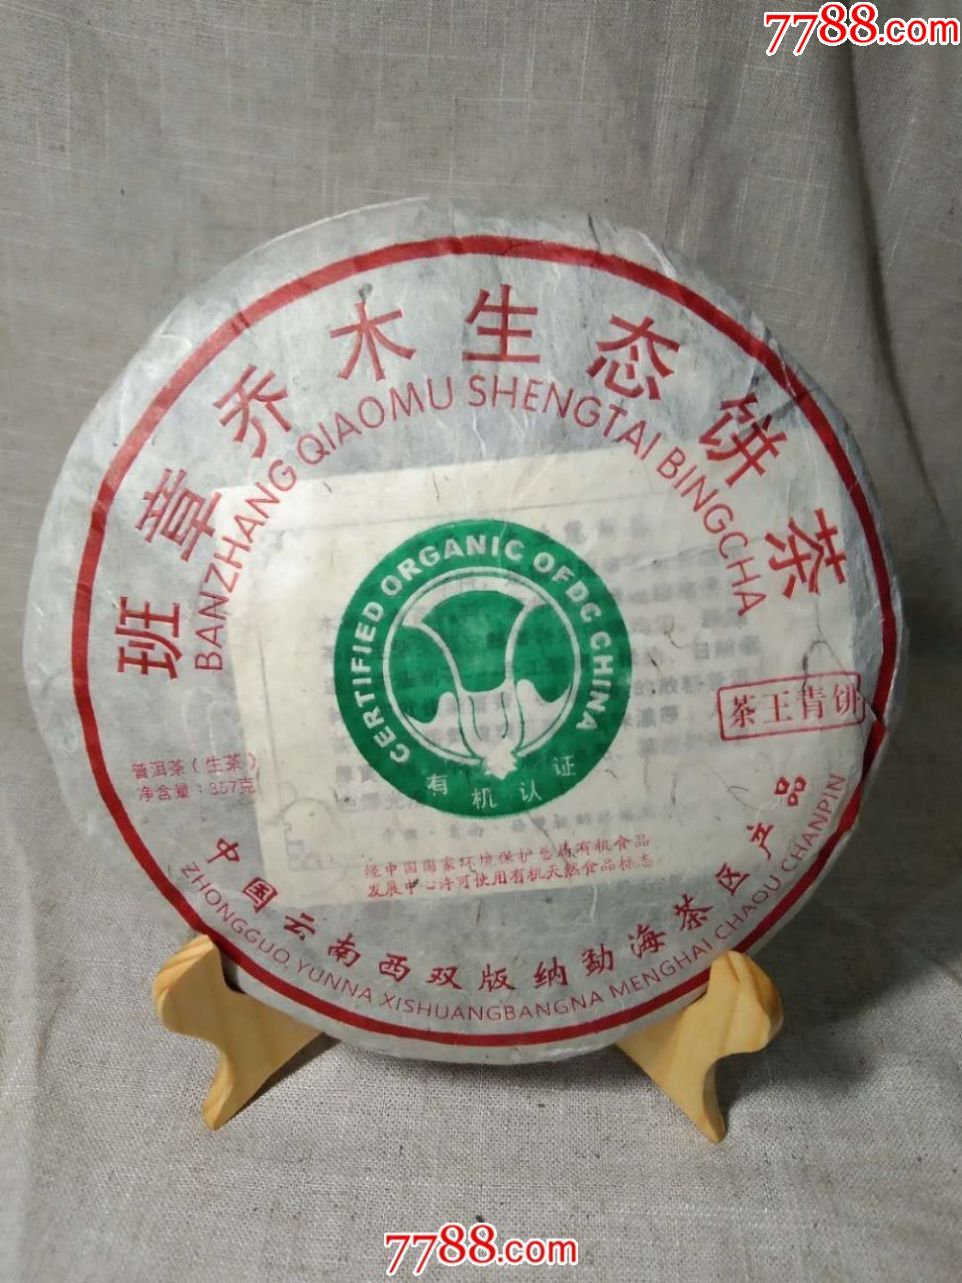 7788.com
班章乔木生态饼茶
BANZHANG QIAOMU SHENGTAI BINGCHA
CERTIFIED ORGANIC OFDC CHINA
有机认证
茶王青饼
普洱茶（生茶）
净含量：357克
经中国国家环境保护总局有机食品
发展中心许可使用有机天然食品标志
中国云南西双版纳勐海茶区产品
ZHONGGUO YUNNA XISHUANGBANGNA MENGHAI CHAQU CHANPIN
7788.com